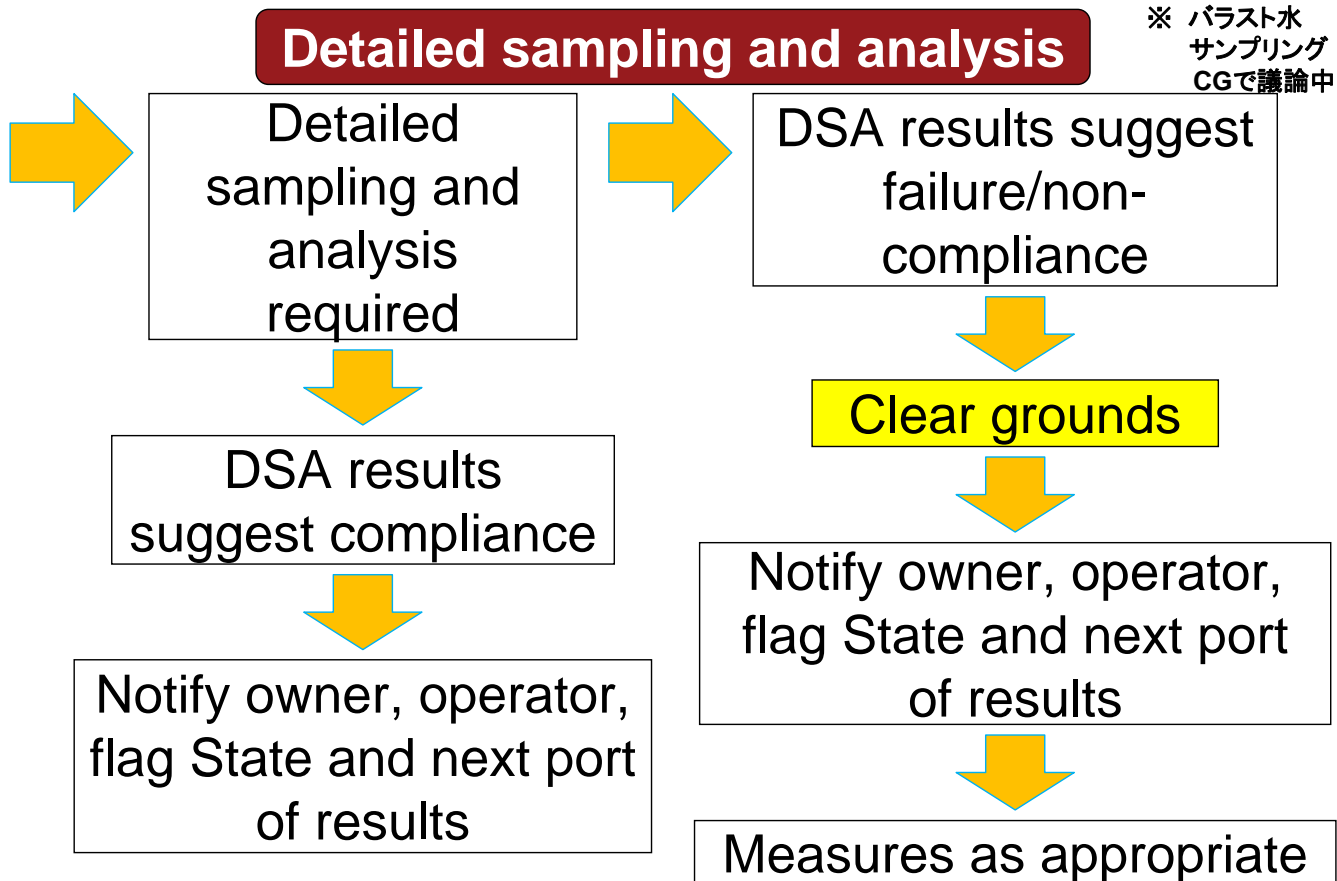 Detailed sampling and analysis
※ バラスト水
サンプリング
CGで議論中
Detailed
sampling and
analysis
required
DSA results
suggest compliance
Notify owner, operator,
flag State and next port
of results
DSA results suggest
failure/non-
compliance
Clear grounds
Notify owner, operator,
flag State and next port
of results
Measures as appropriate